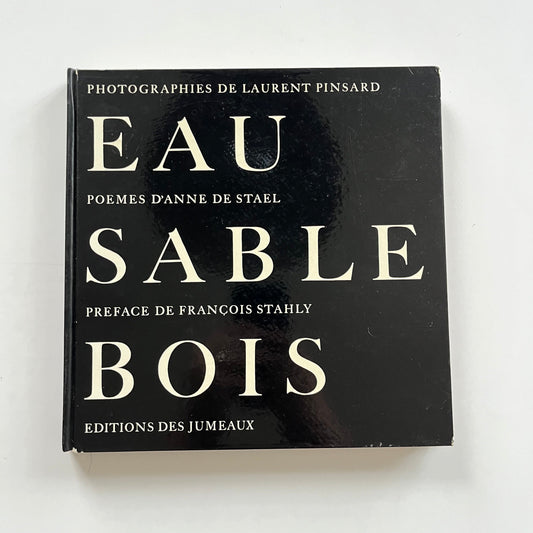 PHOTOGRAPHIES DE LAURENT PINSARD
EAU
POEMES D'ANNE DE STAEL
SABLE
PREFACE DE FRANÇOIS STAHLY
BOIS
EDITIONS DES JUMEAUX